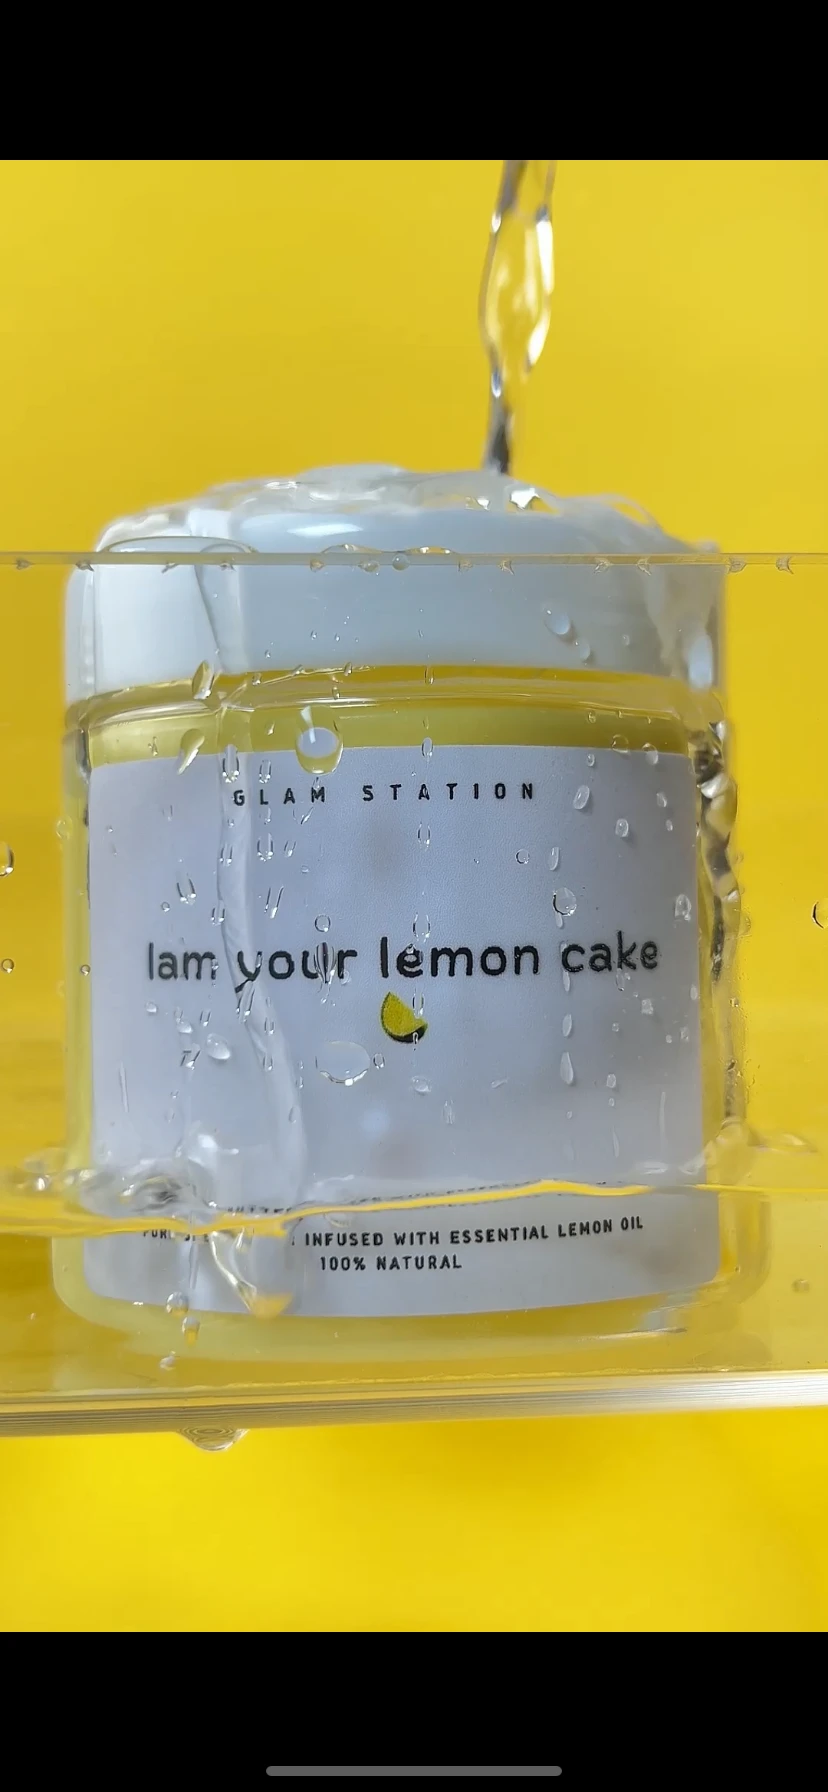 GLAM STATION
Iam your lemon cake
INFUSED WITH ESSENTIAL LEMON OIL
100% NATURAL